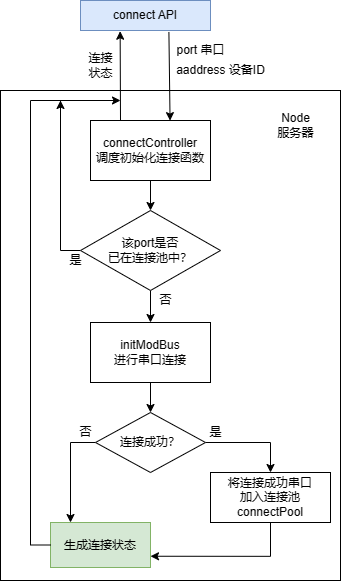 connect API
连接
状态
port 串口
aaddress 设备ID
Node
服务器
connectController
调度初始化连接函数
该port是否
已在连接池中?
是
否
initModBus
进行串口连接
否
连接成功?
是
将连接成功串口
加入连接池
connectPool
生成连接状态